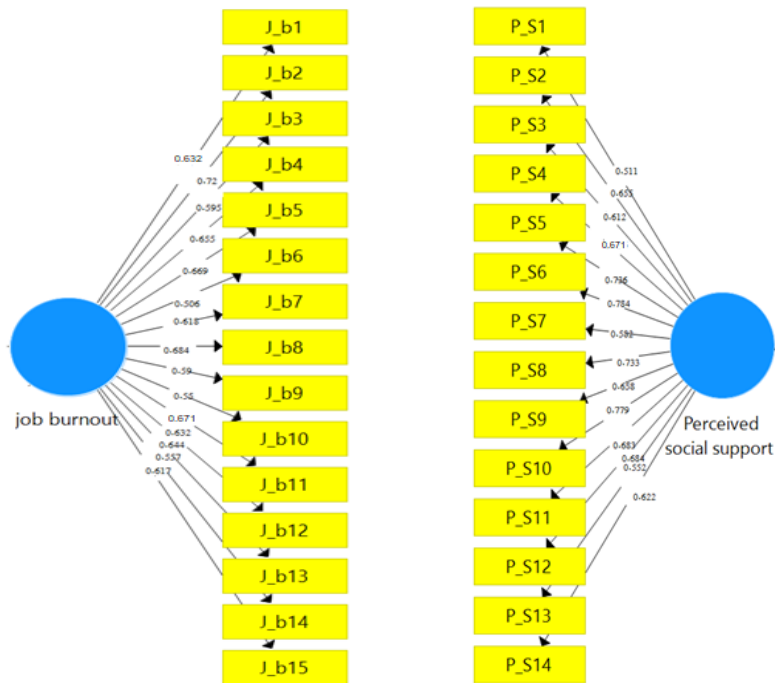 J_b1
J_b2
J_b3
J_b4
J_b5
J_b6
J_b7
J_b8
J_b9
J_b10
J_b11
J_b12
J_b13
J_b14
J_b15
0.632
0.72
0.595
0.655
0.669
0.506
0.618
0.684
0.59
0.55
0.671
0.632
0.644
0.557
0.617
job burnout
P_S1
P_S2
P_S3
P_S4
P_S5
P_S6
P_S7
P_S8
P_S9
P_S10
P_S11
P_S12
P_S13
P_S14
0.511
0.655
0.612
0.671
0.736
0.784
0.582
0.733
0.658
0.779
0.683
0.684
0.552
0.622
Perceived
social support